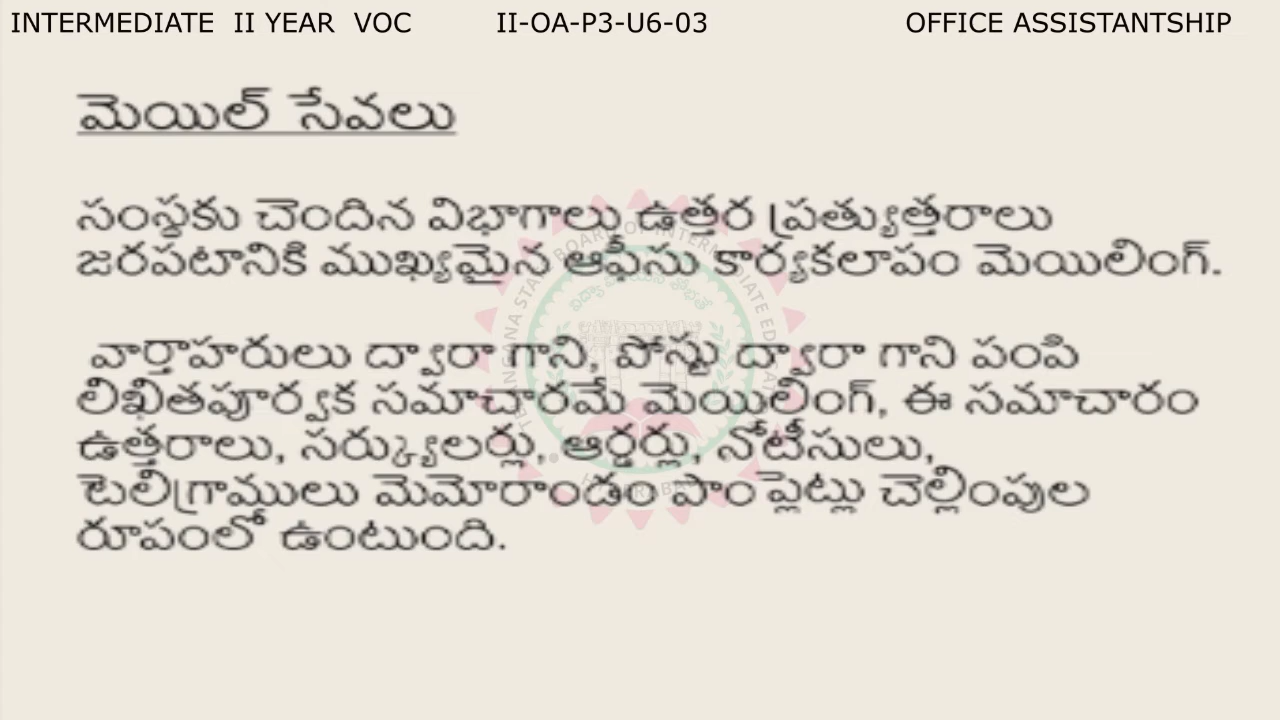 INTERMEDIATE II YEAR VOC II-OA-P3-U6-03 OFFICE ASSISTANTSHIP
మెయిల్ సేవలు
సంస్థకు చెందిన విభాగాలు ఉత్తర ప్రత్యుత్తరాలు
జరపటానికి ముఖ్యమైన ఆఫీసు కార్యకలాపం మెయిలింగ్.
వార్తాహరులు ద్వారా గాని, పోస్టు ద్వారా గాని పంపి
లిఖితపూర్వక సమాచారమే మెయిలింగ్, ఈ సమాచారం
ఉత్తరాలు, సర్క్యులర్లు, ఆర్డర్లు, నోటీసులు,
టెలిగ్రాములు మెమోరాండం పాంప్లెట్లు చెల్లింపుల
రూపంలో ఉంటుంది.